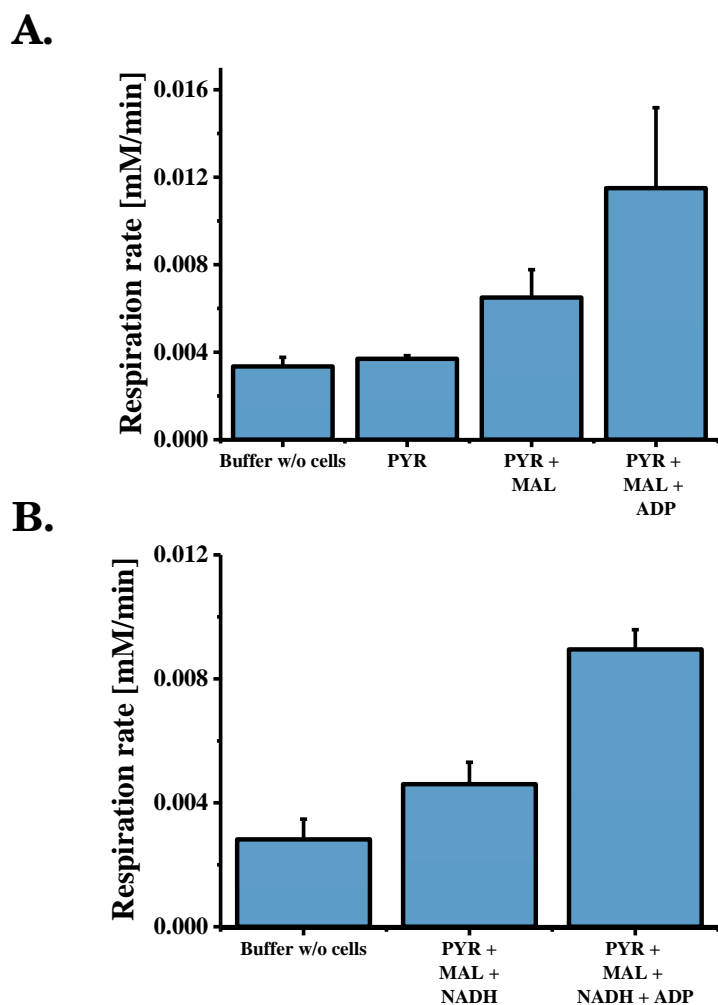 A.
Respiration rate [mM/min]
0.016
0.012
0.008
0.004
0.000
Buffer w/o cells
PYR
PYR +
MAL
PYR +
MAL +
ADP
B.
Respiration rate [mM/min]
0.012
0.008
0.004
0.000
Buffer w/o cells
PYR +
MAL +
NADH
PYR +
MAL +
NADH + ADP